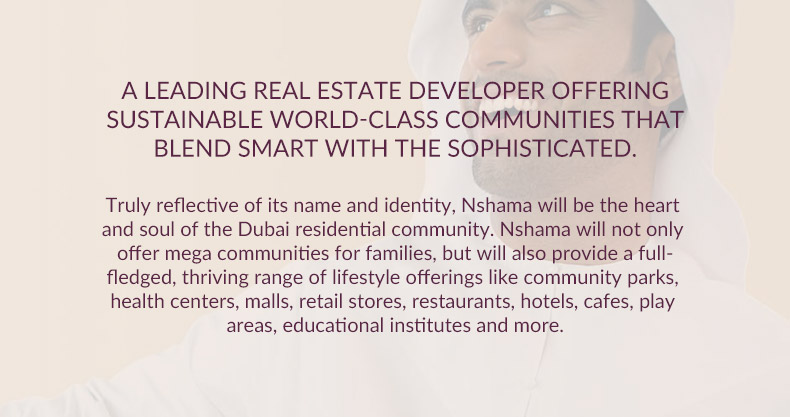 A LEADING REAL ESTATE DEVELOPER OFFERING
SUSTAINABLE WORLD-CLASS COMMUNITIES THAT
BLEND SMART WITH THE SOPHISTICATED.
Truly reflective of its name and identity, Nshama will be the heart
and soul of the Dubai residential community. Nshama will not only
offer mega communities for families, but will also provide a full-
fledged, thriving range of lifestyle offerings like community parks,
health centers, malls, retail stores, restaurants, hotels, cafes, play
areas, educational institutes and more.